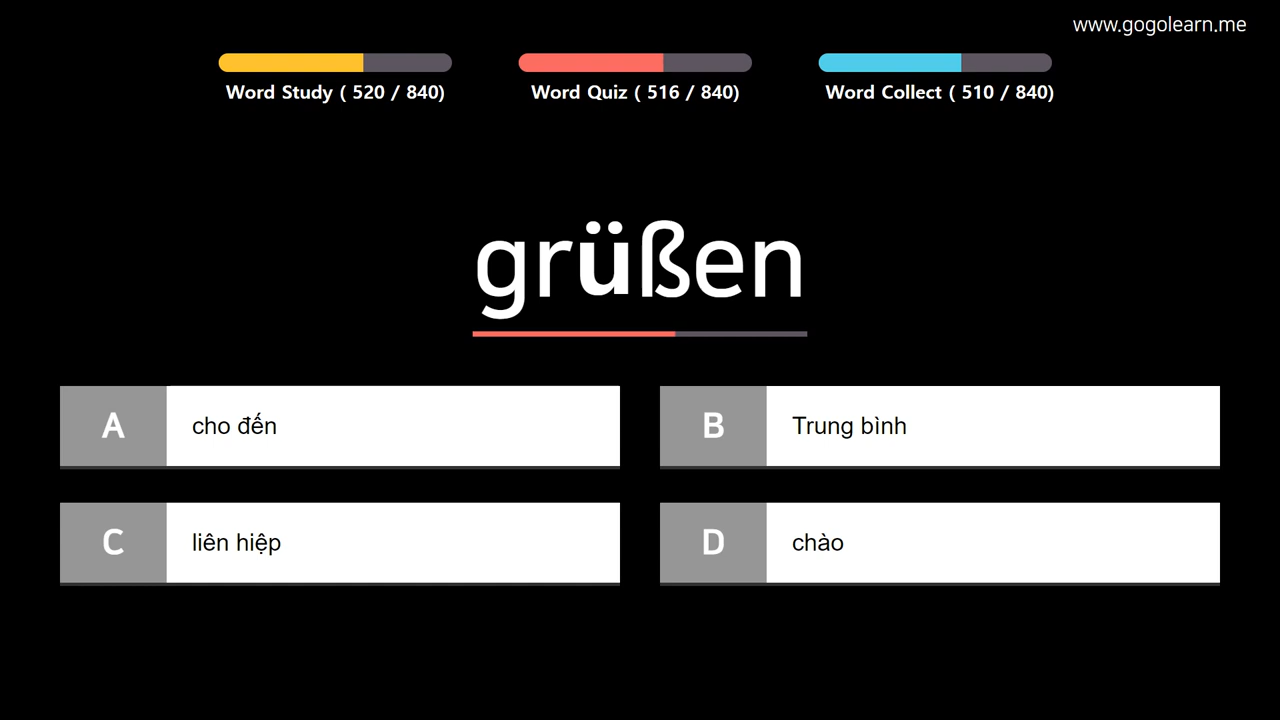 www.gogolearn.me
Word Study ( 520 / 840)
Word Quiz ( 516 / 840)
Word Collect ( 510 / 840)
grüßen
A
cho đến
B
Trung bình
C
liên hiệp
D
chào